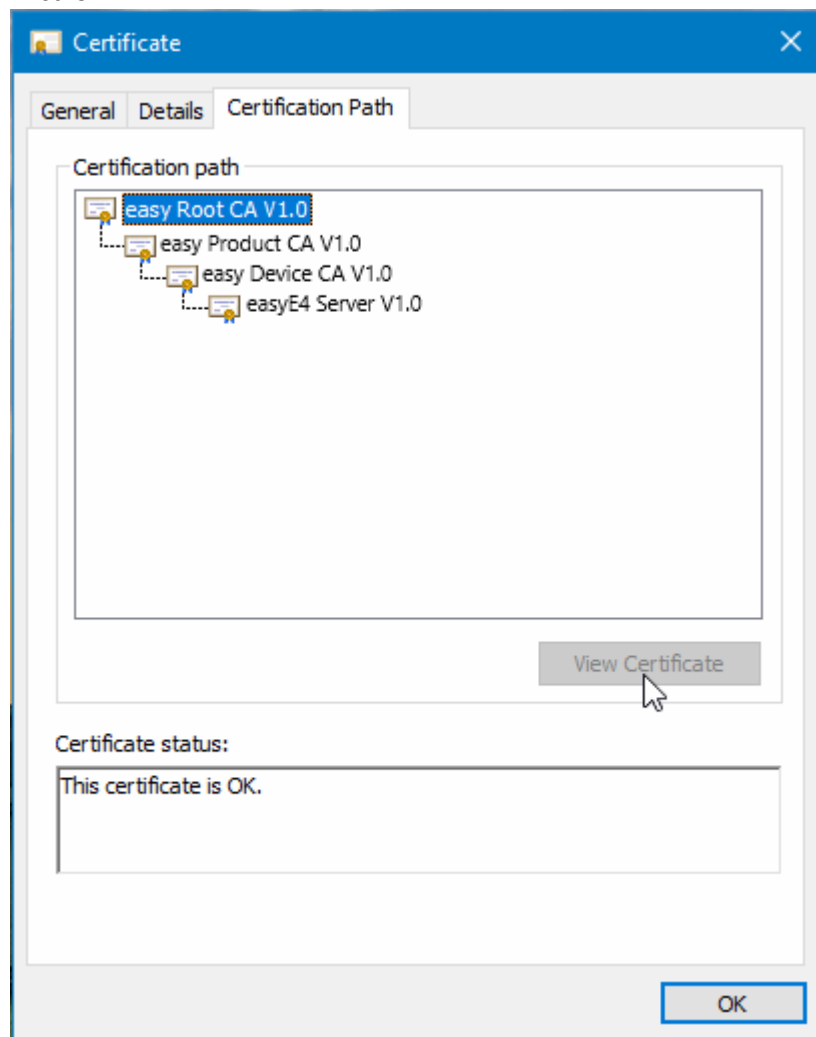 Certificate
General Details Certification Path
Certification path
easy Root CA V1.0
easy Product CA V1.0
easy Device CA V1.0
easyE4 Server V1.0
View Certificate
Certificate status:
This certificate is OK.
OK